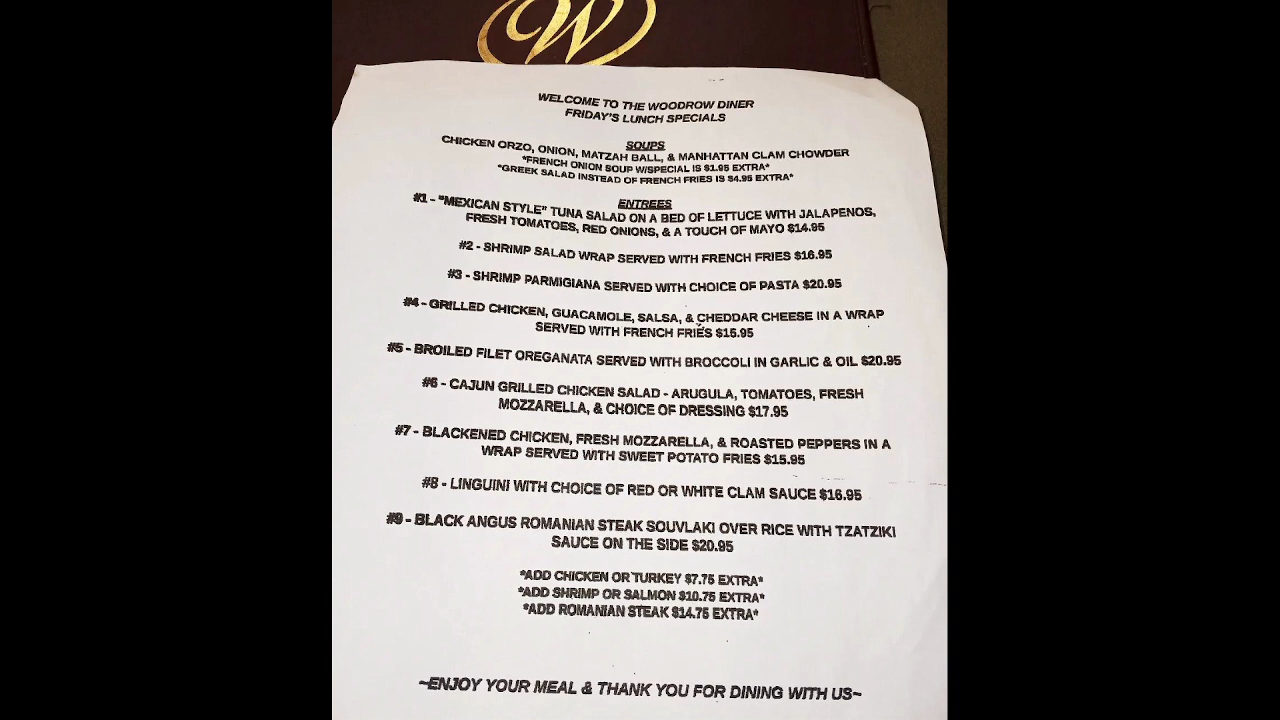 W
WELCOME TO THE WOODROW DINER
FRIDAY'S LUNCH SPECIALS
SOUPS
CHICKEN ORZO, ONION, MATZAH BALL, & MANHATTAN CLAM CHOWDER
*FRENCH ONION SOUP W/SPECIAL IS $1.95 EXTRA*
*GREEK SALAD INSTEAD OF FRENCH FRIES IS $4.95 EXTRA*
ENTREES
#1 - "MEXICAN STYLE" TUNA SALAD ON A BED OF LETTUCE WITH JALAPENOS,
FRESH TOMATOES, RED ONIONS, & A TOUCH OF MAYO $14.95
#2 - SHRIMP SALAD WRAP SERVED WITH FRENCH FRIES $16.95
#3 - SHRIMP PARMIGIANA SERVED WITH CHOICE OF PASTA $20.95
#4 - GRILLED CHICKEN, GUACAMOLE, SALSA, & CHEDDAR CHEESE IN A WRAP
SERVED WITH FRENCH FRIES $15.95
#5 - BROILED FILET OREGANATA SERVED WITH BROCCOLI IN GARLIC & OIL $20.95
#6 - CAJUN GRILLED CHICKEN SALAD - ARUGULA, TOMATOES, FRESH
MOZZARELLA, & CHOICE OF DRESSING $17.95
#7 - BLACKENED CHICKEN, FRESH MOZZARELLA, & ROASTED PEPPERS IN A
WRAP SERVED WITH SWEET POTATO FRIES $15.95
#8 - LINGUINI WITH CHOICE OF RED OR WHITE CLAM SAUCE $16.95
#9 - BLACK ANGUS ROMANIAN STEAK SOUVLAKI OVER RICE WITH TZATZIKI
SAUCE ON THE SIDE $20.95
*ADD CHICKEN OR TURKEY $7.75 EXTRA*
*ADD SHRIMP OR SALMON $10.75 EXTRA*
*ADD ROMANIAN STEAK $14.75 EXTRA*
~ENJOY YOUR MEAL & THANK YOU FOR DINING WITH US~